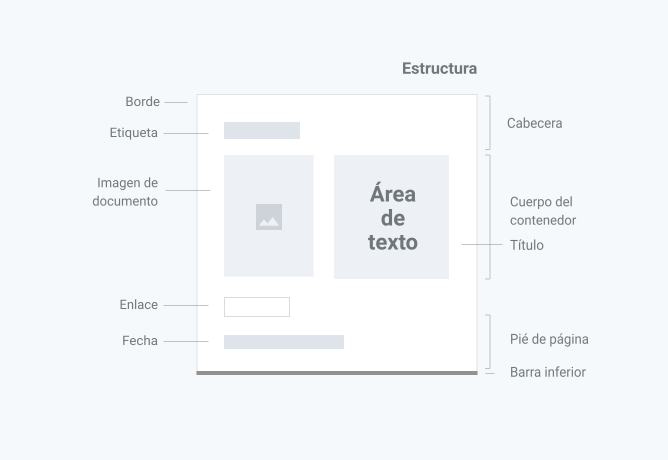 Estructura
Borde
Etiqueta
Cabecera
Imagen de
documento
Área
de
texto
Cuerpo del
contenedor
Título
Enlace
Fecha
Pié de página
Barra inferior